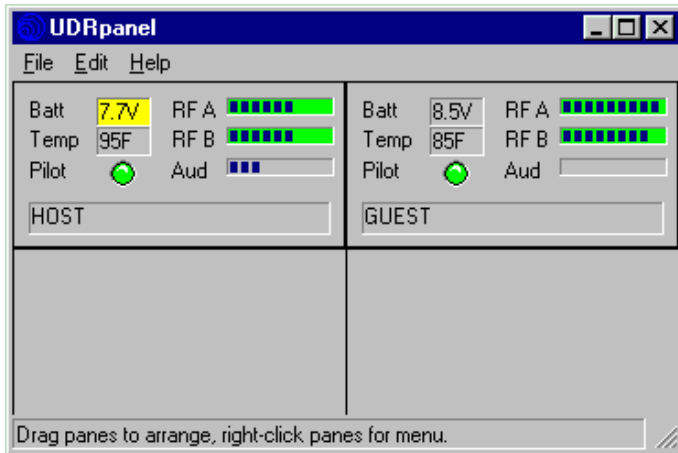 UDRpanel
File Edit Help
Batt 7.7V RF A Batt 8.5V RF A
Temp 95F RF B Temp 85F RF B
Pilot Aud Pilot Aud
HOST GUEST
Drag panes to arrange, right-click panes for menu.